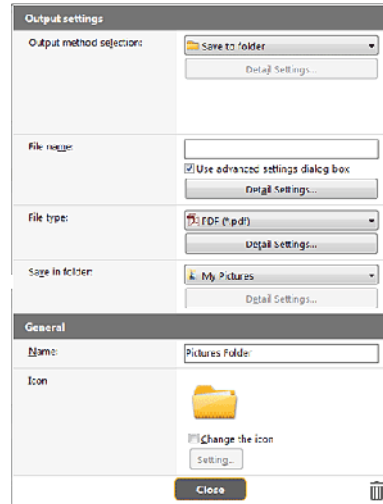 Output settings
Output method selection:
Save to folder
Detail Settings...
File name:
Use advanced settings dialog box
Detail Settings...
File type:
PDF (*.pdf)
Detail Settings...
Save in folder:
My Pictures
Detail Settings...
General
Name:
Pictures Folder
Icon
Change the icon
Setting...
Close